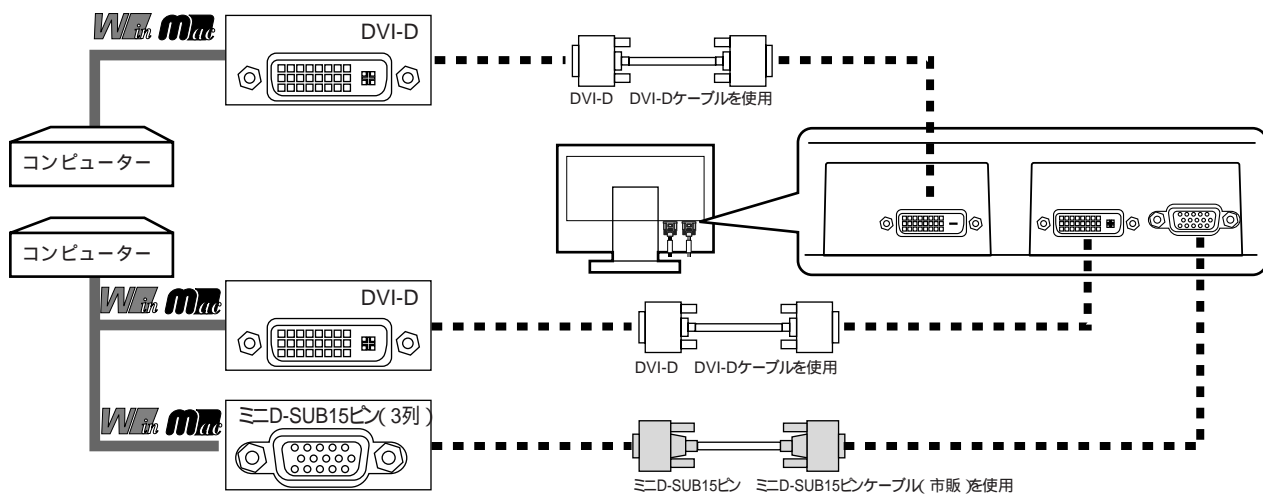 Win Mac
DVI-D
DVI-D DVI-Dケーブルを使用
コンピューター
コンピューター
Win Mac
DVI-D
DVI-D DVI-Dケーブルを使用
Win Mac
ミニD-SUB15ピン(3列)
ミニD-SUB15ピン ミニD-SUB15ピンケーブル(市販)を使用